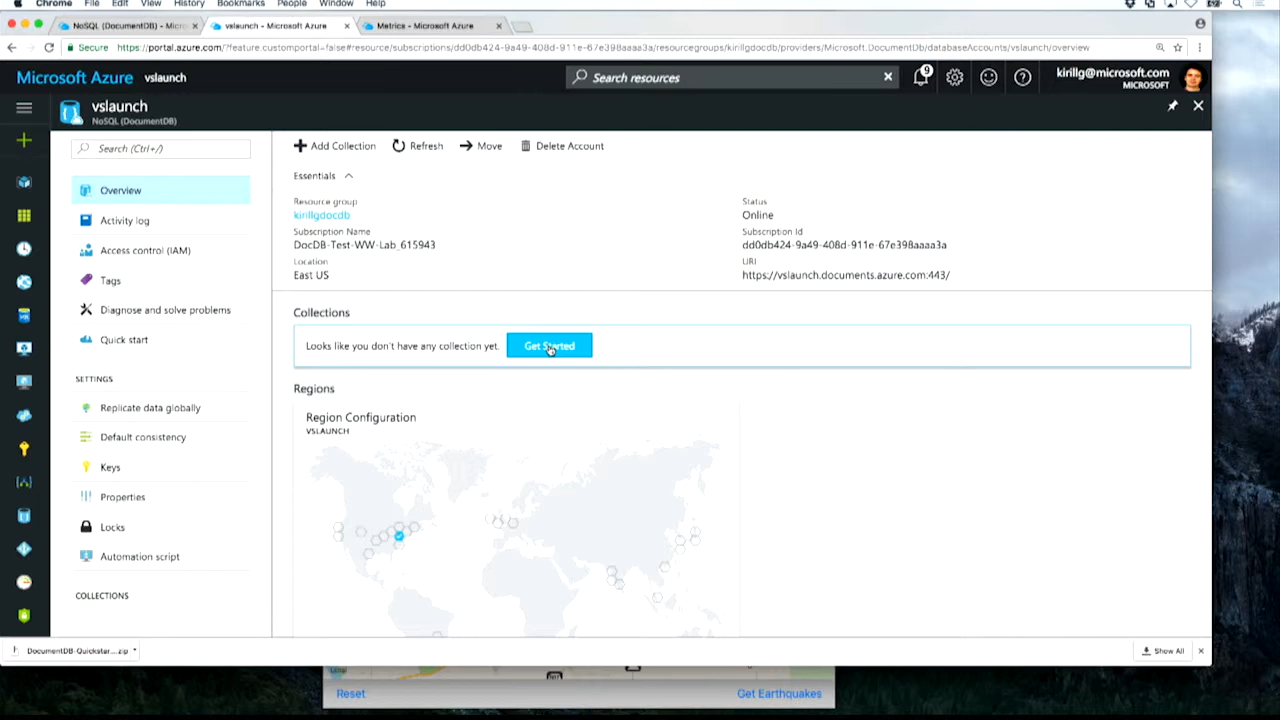 Chrome File Edit View History Bookmarks People Window Help
NoSQL (DocumentDB) - Micro
vslaunch - Microsoft Azure
Metrics - Microsoft Azure
Secure https://portal.azure.com/?feature.customportal=false#resource/subscriptions/dd0db424-9a49-408d-911e-67e398aaaa3a/resourcegroups/kirillgdocdb/providers/Microsoft.DocumentDb/databaseAccounts/vslaunch/overview
Microsoft Azure vslaunch
Search resources
9
kirillg@microsoft.com
MICROSOFT
vslaunch
NoSQL (DocumentDB)
Search (Ctrl+/)
Overview
Activity log
Access control (IAM)
Tags
Diagnose and solve problems
Quick start
SETTINGS
Replicate data globally
Default consistency
Keys
Properties
Locks
Automation script
COLLECTIONS
Add Collection Refresh Move Delete Account
Essentials
Resource group
kirillgdocdb
Subscription Name
DocDB-Test-WW-Lab_615943
Location
East US
Status
Online
Subscription Id
dd0db424-9a49-408d-911e-67e398aaaa3a
URI
https://vslaunch.documents.azure.com:443/
Collections
Looks like you don't have any collection yet. Get Started
Regions
Region Configuration
VSLAUNCH
DocumentDB-Quickstar....zip
Show All
Reset
Get Earthquakes